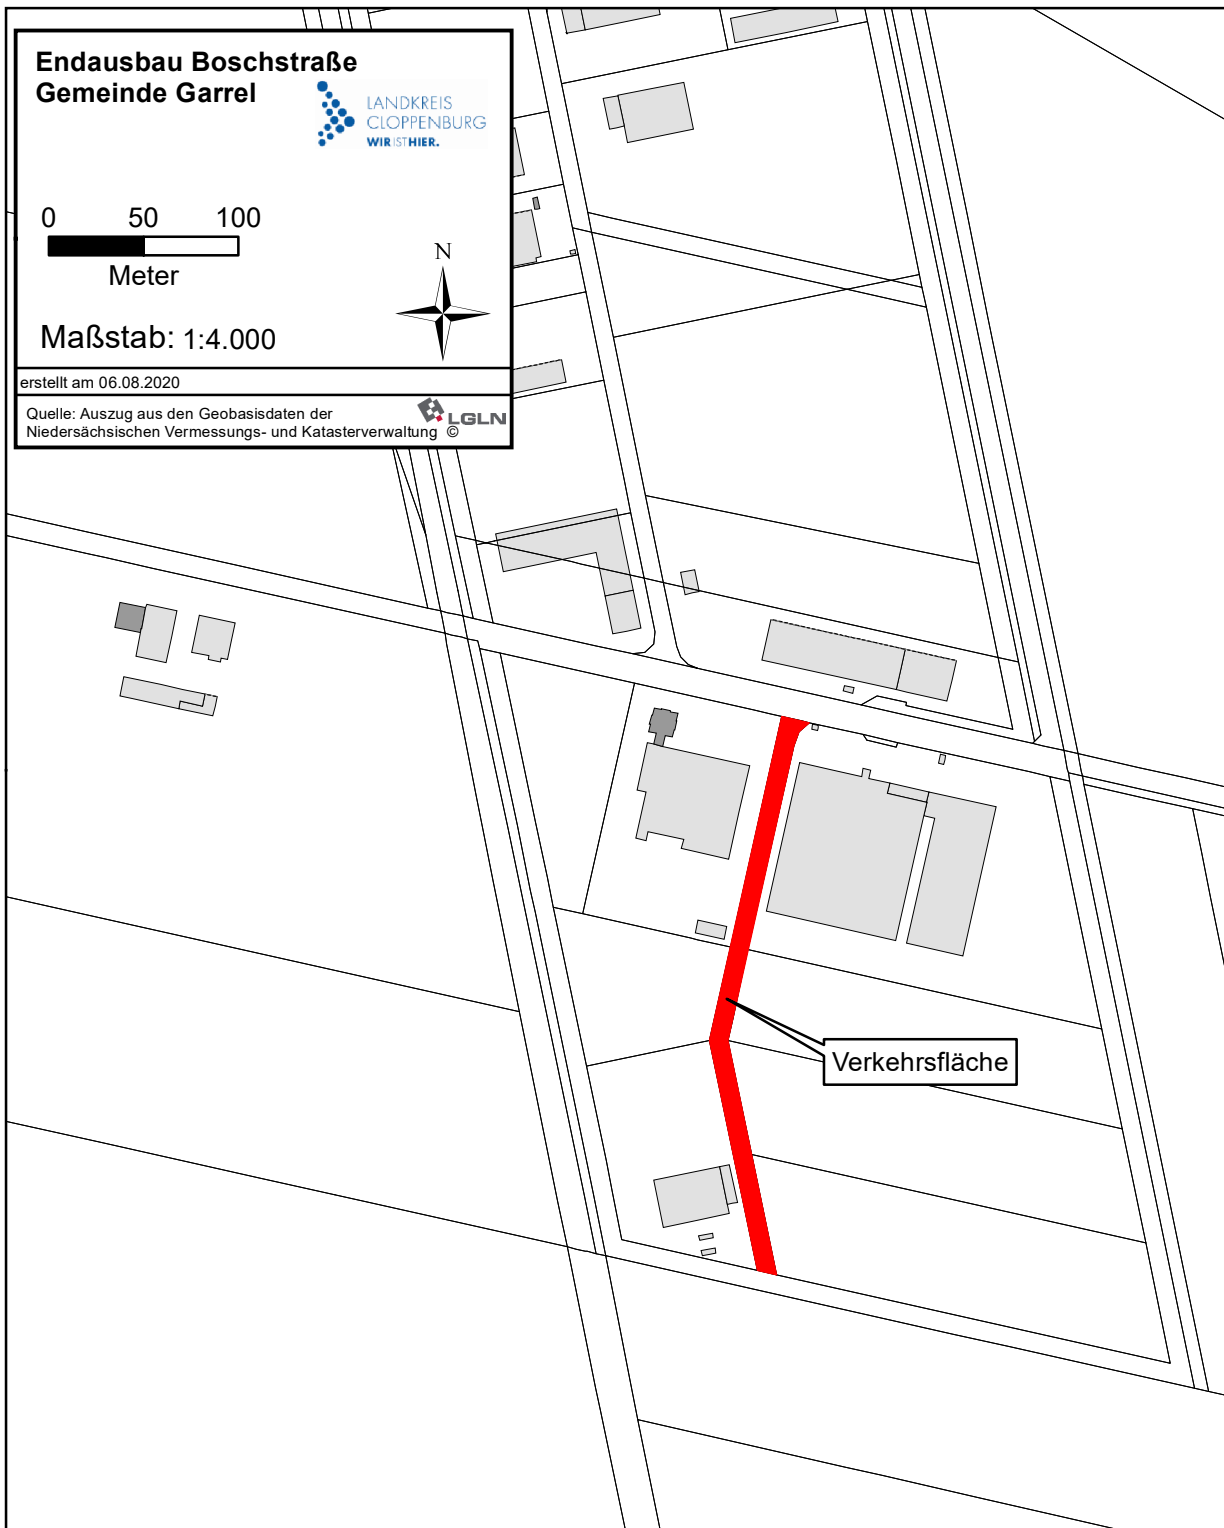 Endausbau Boschstraße
Gemeinde Garrel
LANDKREIS
CLOPPENBURG
WIR IST HIER.
0 50 100
Meter
N
Maßstab: 1:4.000
erstellt am 06.08.2020
Quelle: Auszug aus den Geobasisdaten der
Niedersächsischen Vermessungs- und Katasterverwaltung ©
LGLN
Verkehrsfläche